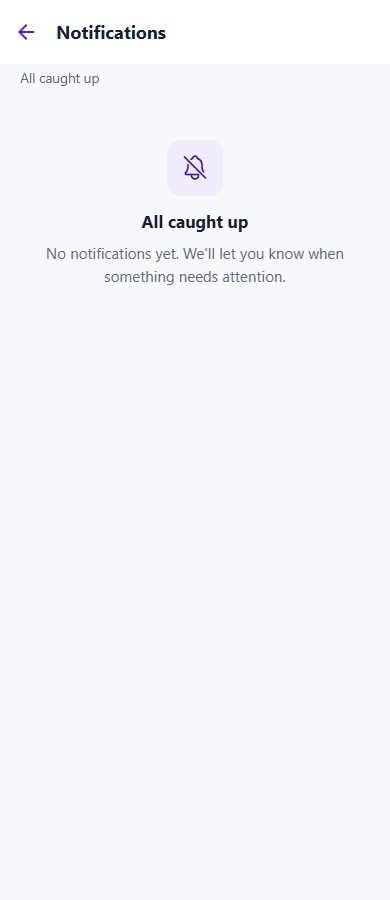 Notifications
All caught up
All caught up
No notifications yet. We'll let you know when
something needs attention.